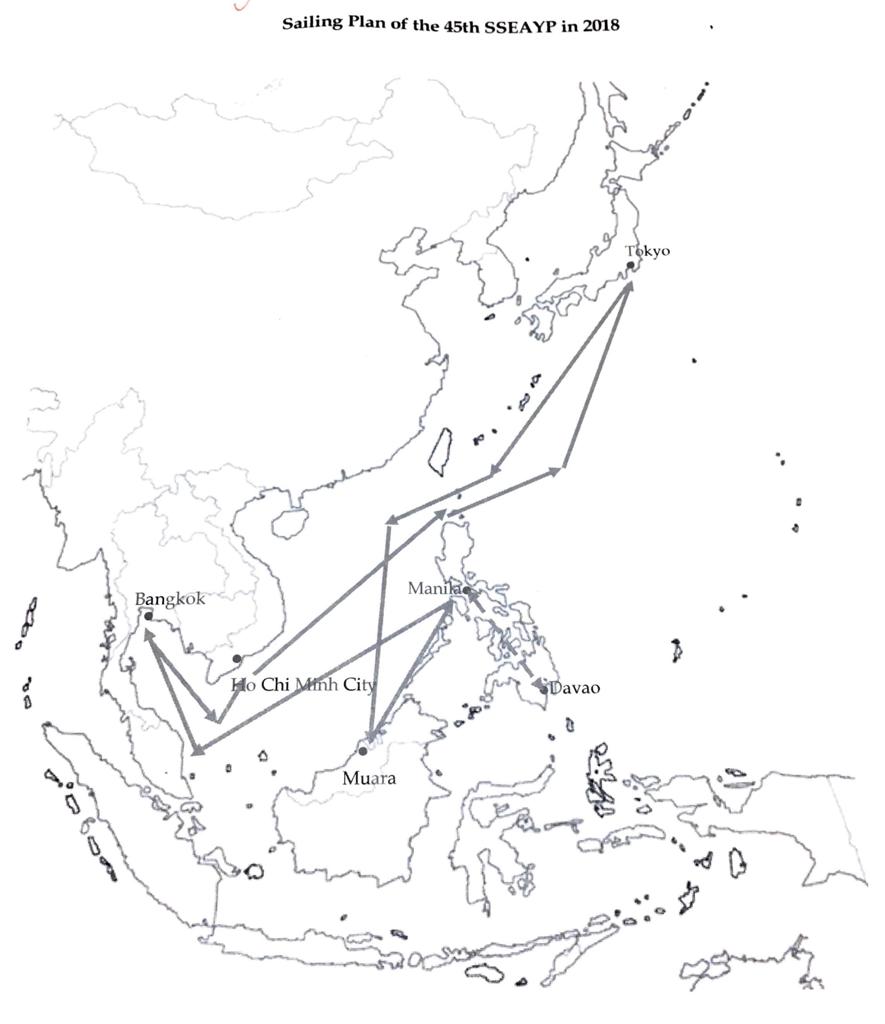 Sailing Plan of the 45th SSEAYP in 2018
Tokyo
Bangkok
Manila
Ho Chi Minh City
Davao
Muara